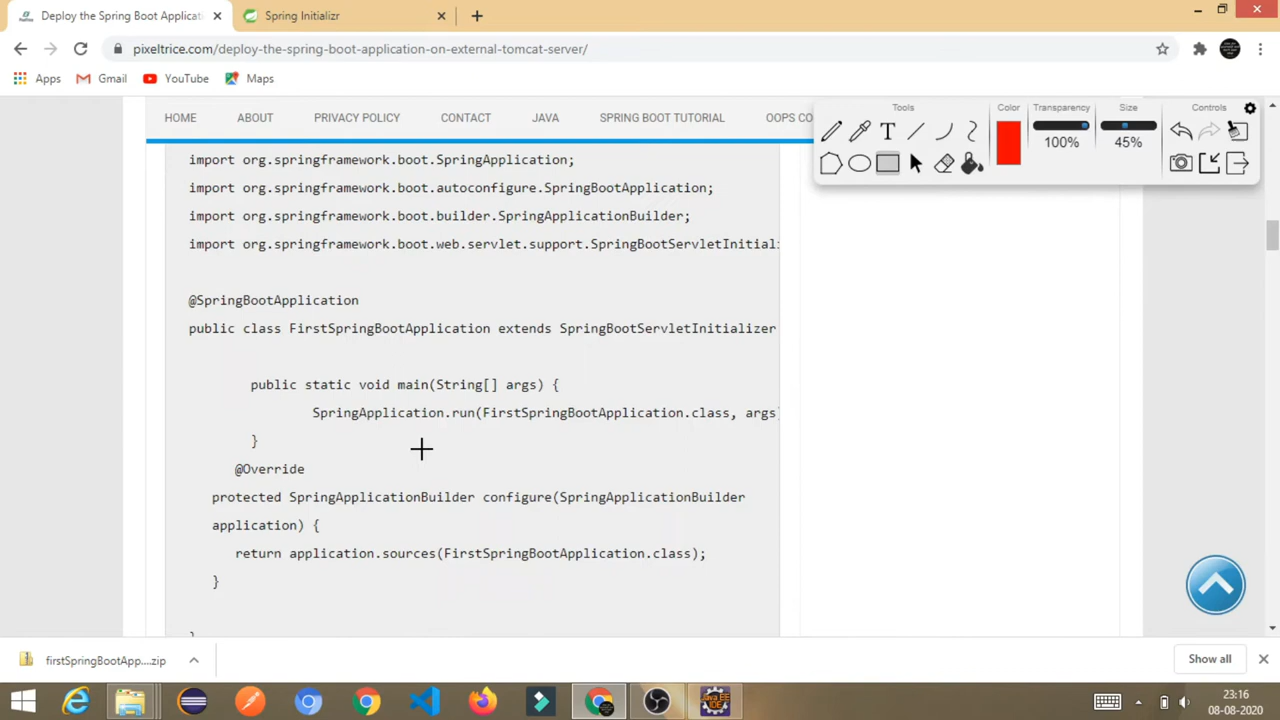 Deploy the Spring Boot Applicati
Spring Initializr
pixeltrice.com/deploy-the-spring-boot-application-on-external-tomcat-server/
Apps Gmail YouTube Maps
HOME ABOUT PRIVACY POLICY CONTACT JAVA SPRING BOOT TUTORIAL OOPS CO
Tools Color Transparency Size Controls
T
100% 45%
import org.springframework.boot.SpringApplication;
import org.springframework.boot.autoconfigure.SpringBootApplication;
import org.springframework.boot.builder.SpringApplicationBuilder;
import org.springframework.boot.web.servlet.support.SpringBootServletInitiali
@SpringBootApplication
public class FirstSpringBootApplication extends SpringBootServletInitializer
public static void main(String[] args) {
SpringApplication.run(FirstSpringBootApplication.class, args)
}
@Override
protected SpringApplicationBuilder configure(SpringApplicationBuilder
application) {
return application.sources(FirstSpringBootApplication.class);
}
}
firstSpringBootApp....zip
Show all
Java EE
IDE
23:16
08-08-2020